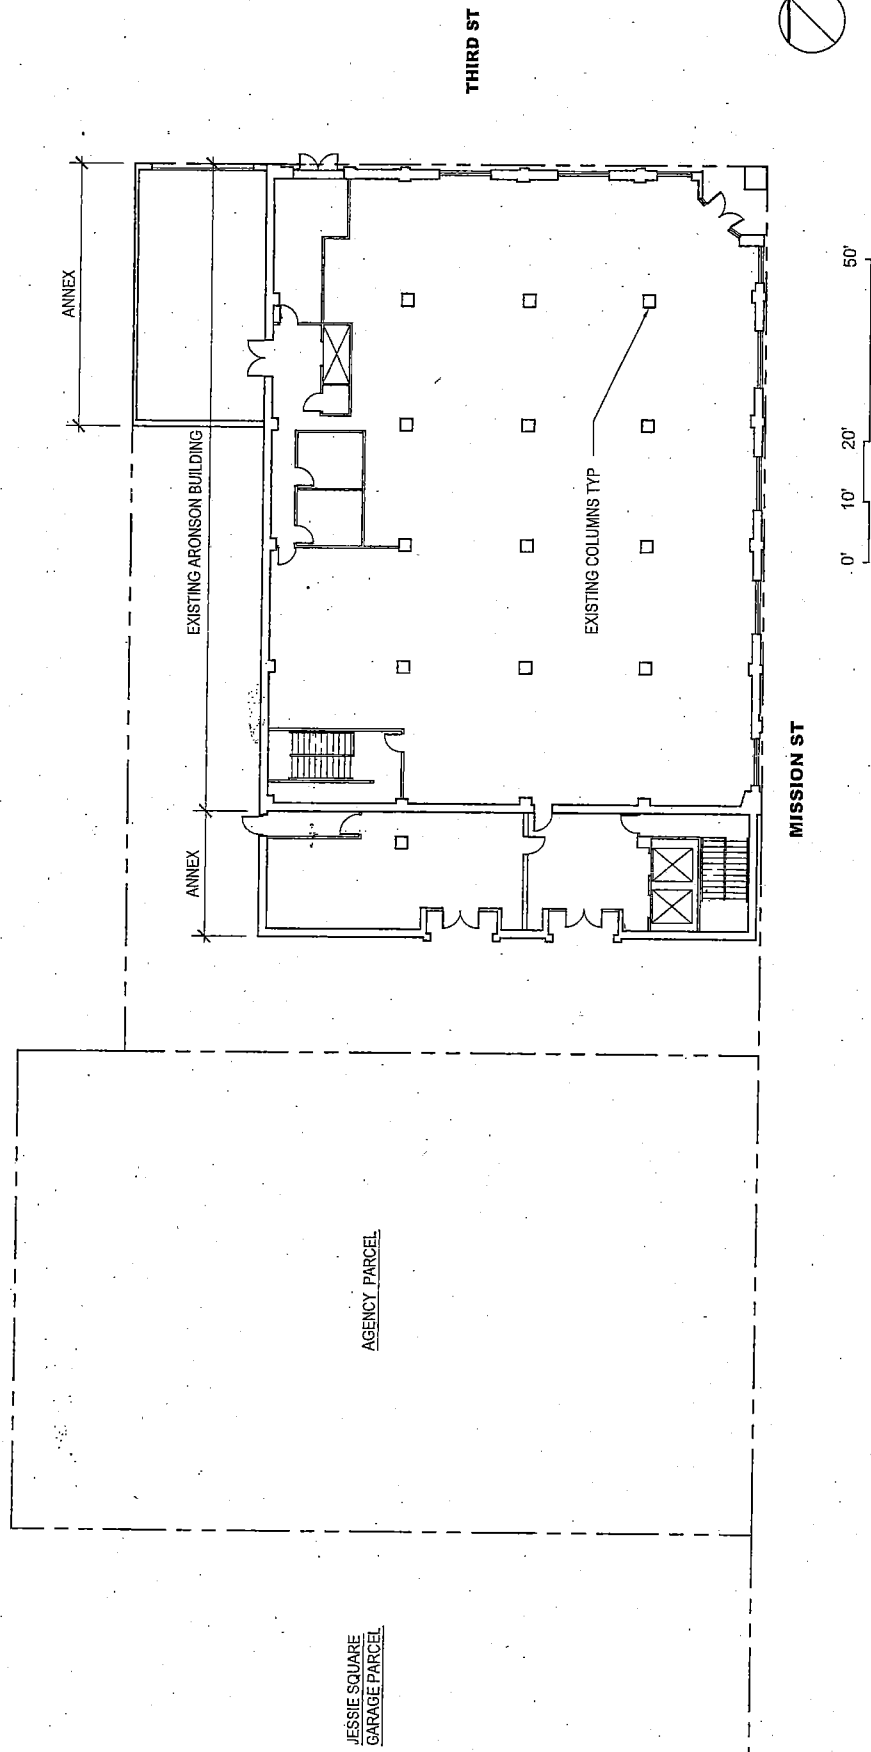 THIRD ST
ANNEX
EXISTING ARONSON BUILDING
ANNEX
EXISTING COLUMNS TYP
MISSION ST
0' 10' 20' 50'
AGENCY PARCEL
JESSIE SQUARE
GARAGE PARCEL